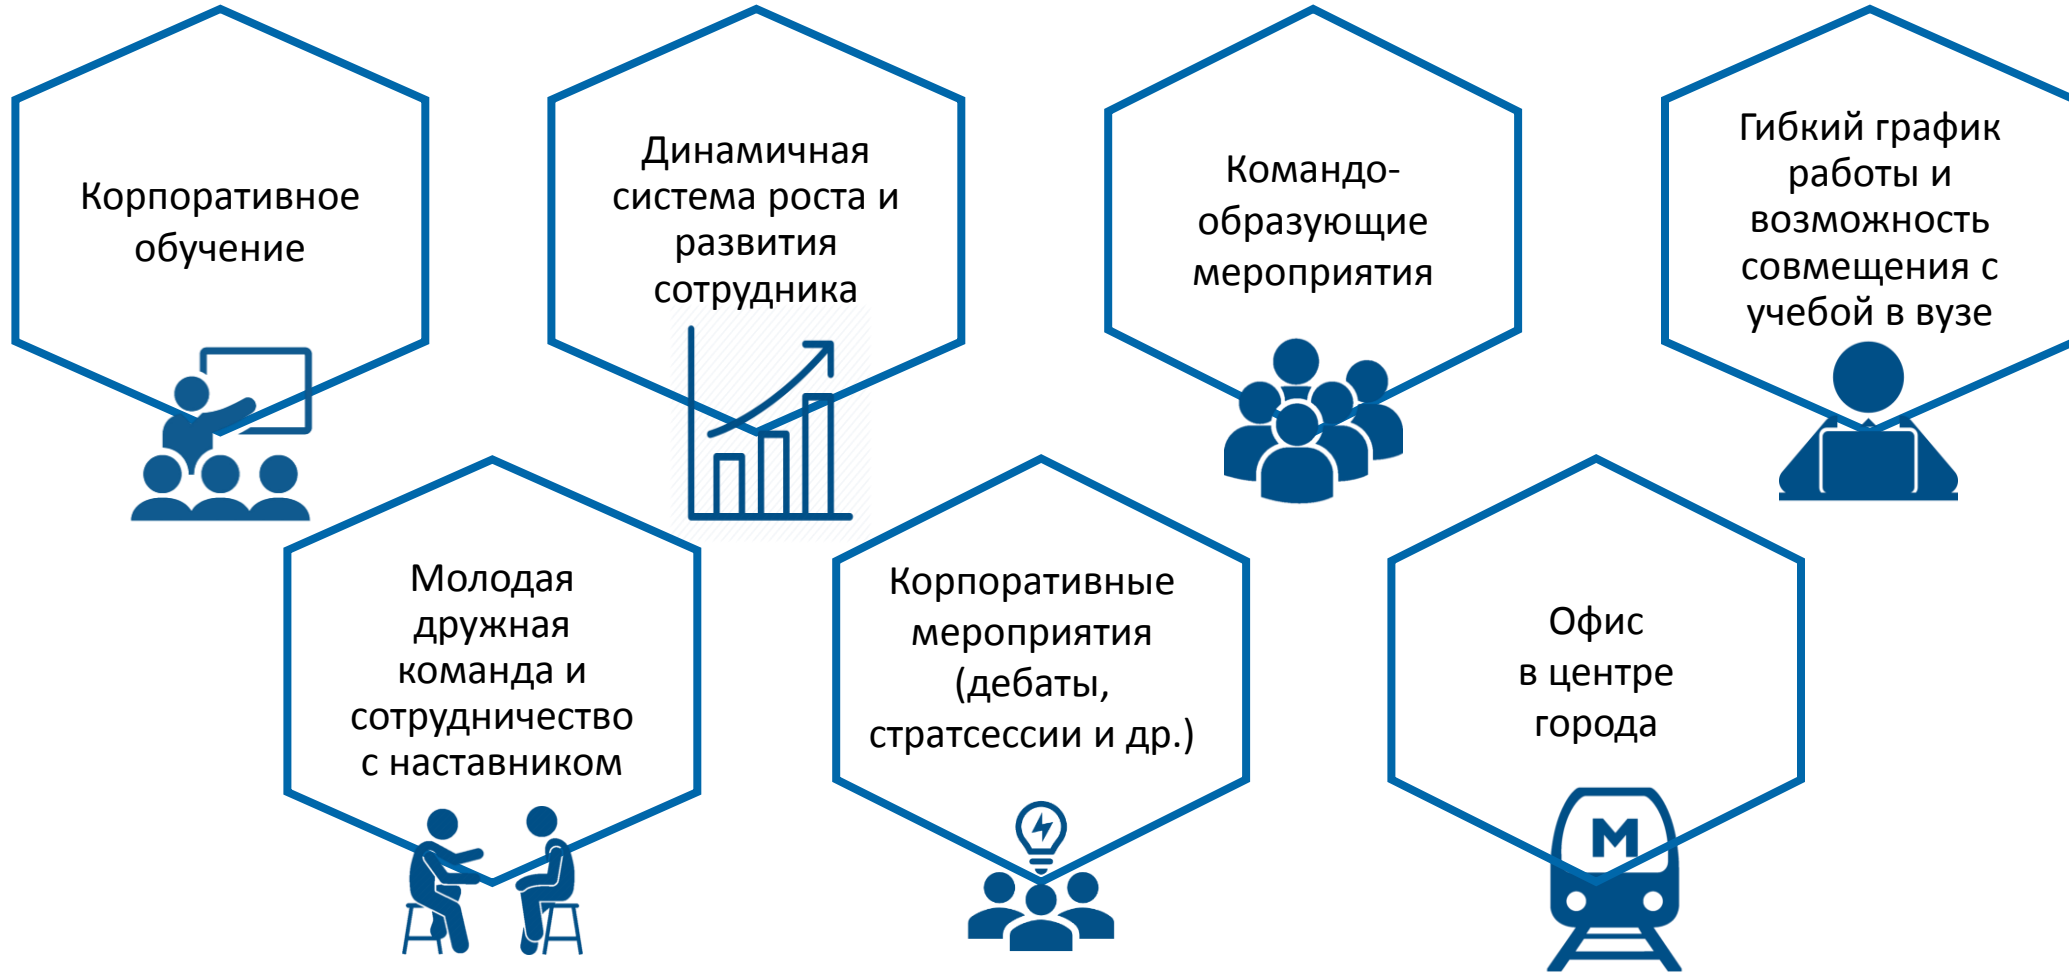 Корпоративное
обучение
Динамичная
система роста и
развития
сотрудника
Командо-
образующие
мероприятия
Гибкий график
работы и
возможность
совмещения с
учебой в вузе
Молодая
дружная
команда и
сотрудничество
с наставником
Корпоративные
мероприятия
(дебаты,
стратсессии и др.)
Офис
в центре
города
М